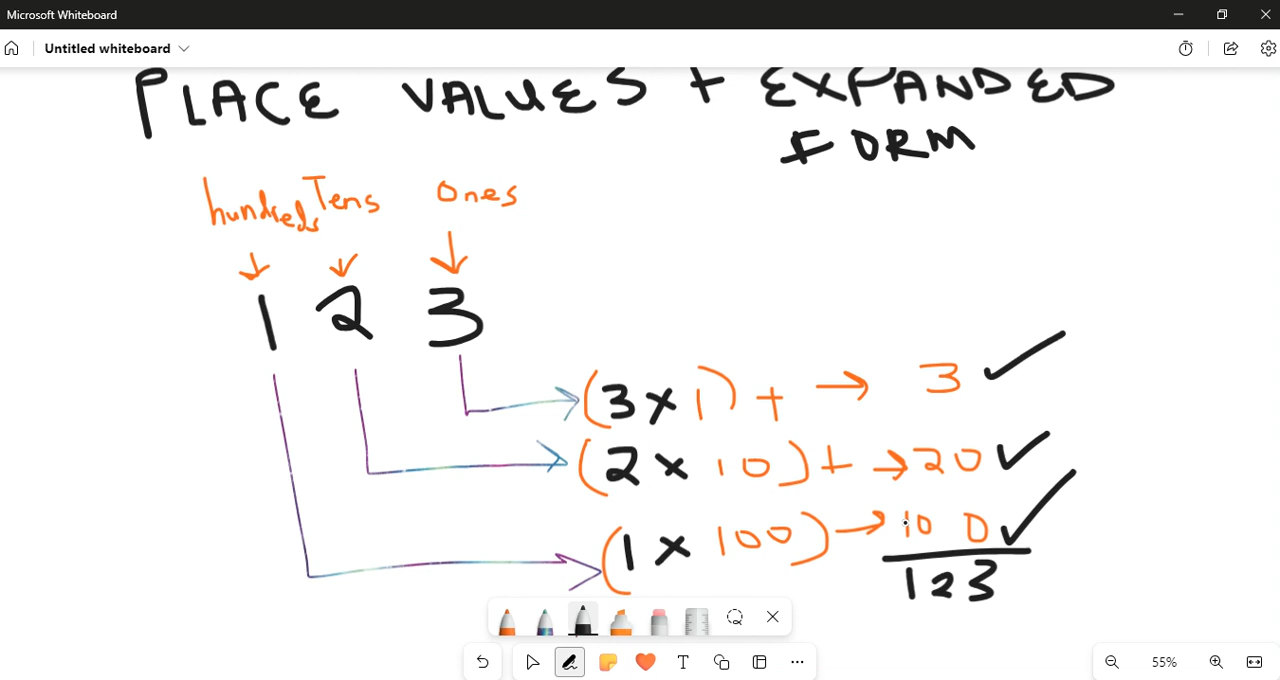 Microsoft Whiteboard
Untitled whiteboard
PLACE VALUES + EXPANDED
FORM
hundreds Tens Ones
1 2 3
(3 x 1) + → 3 ✓
(2 x 10) + → 20 ✓
(1 x 100) → 100 ✓
123
T
55%